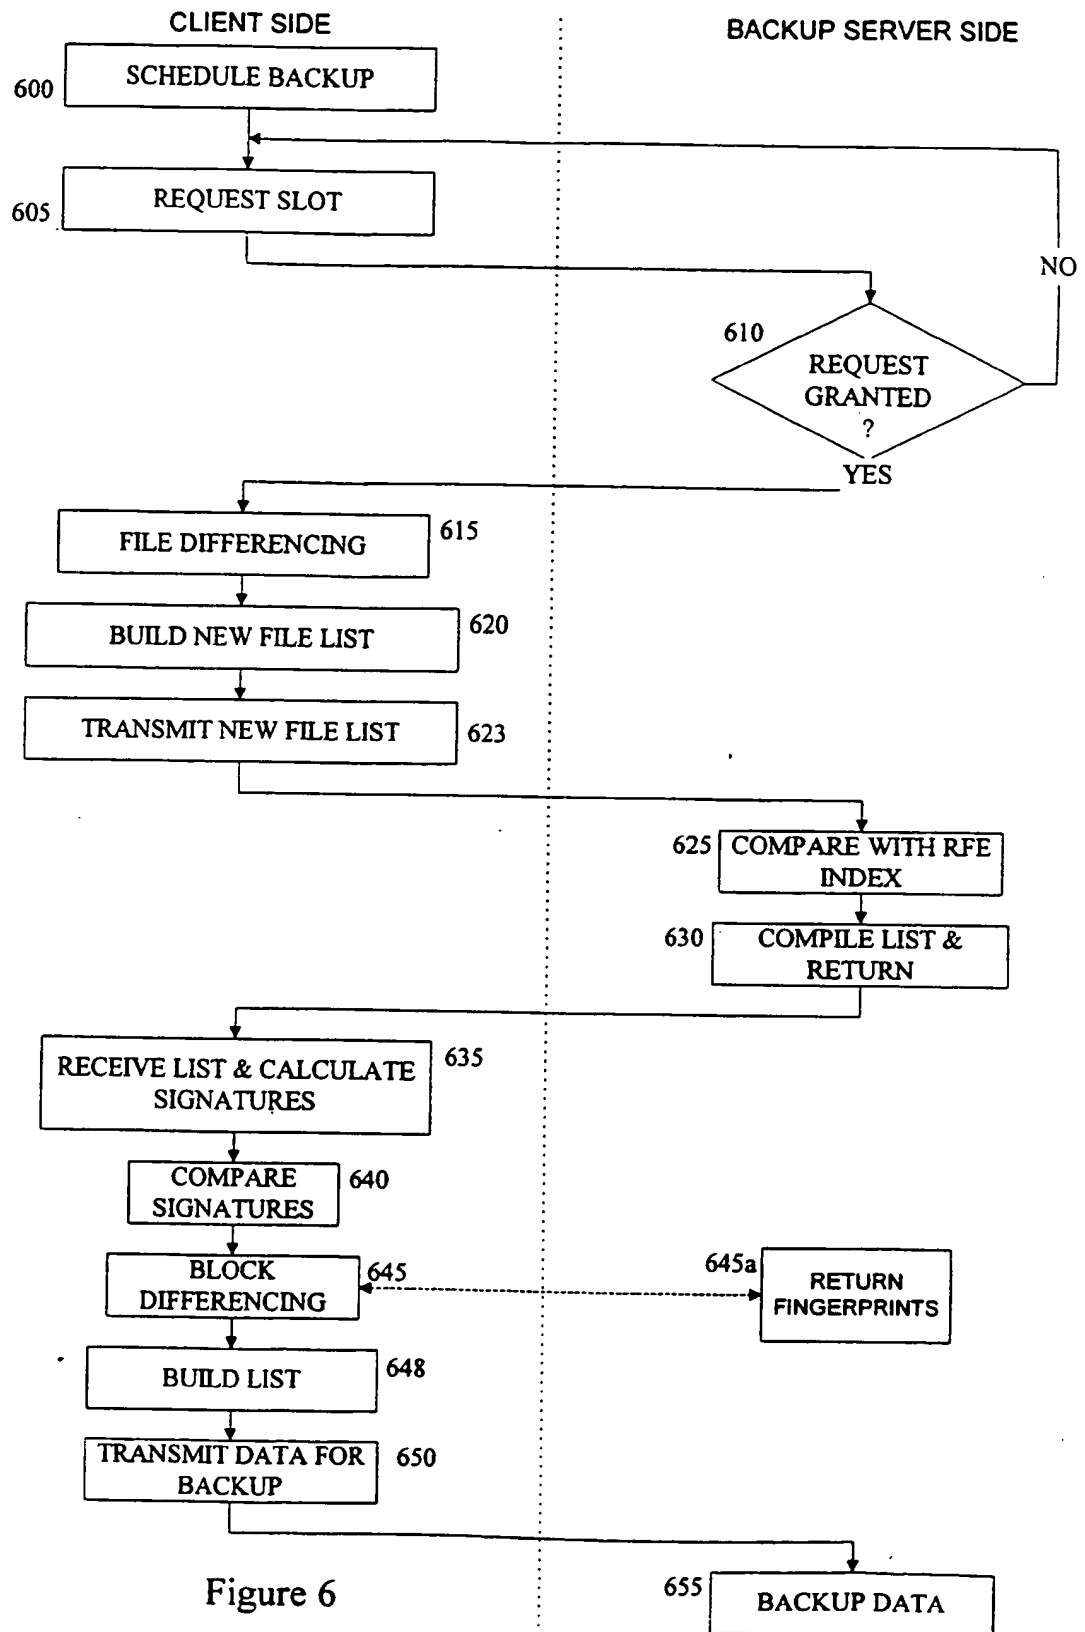 CLIENT SIDE
BACKUP SERVER SIDE
600
SCHEDULE BACKUP
605
REQUEST SLOT
NO
610
REQUEST
GRANTED
?
YES
FILE DIFFERENCING
615
BUILD NEW FILE LIST
620
TRANSMIT NEW FILE LIST
623
625
COMPARE WITH RFE
INDEX
630
COMPILE LIST &
RETURN
RECEIVE LIST & CALCULATE
SIGNATURES
635
COMPARE
SIGNATURES
640
BLOCK
DIFFERENCING
645
645a
RETURN
FINGERPRINTS
BUILD LIST
648
TRANSMIT DATA FOR
BACKUP
650
Figure 6
655
BACKUP DATA